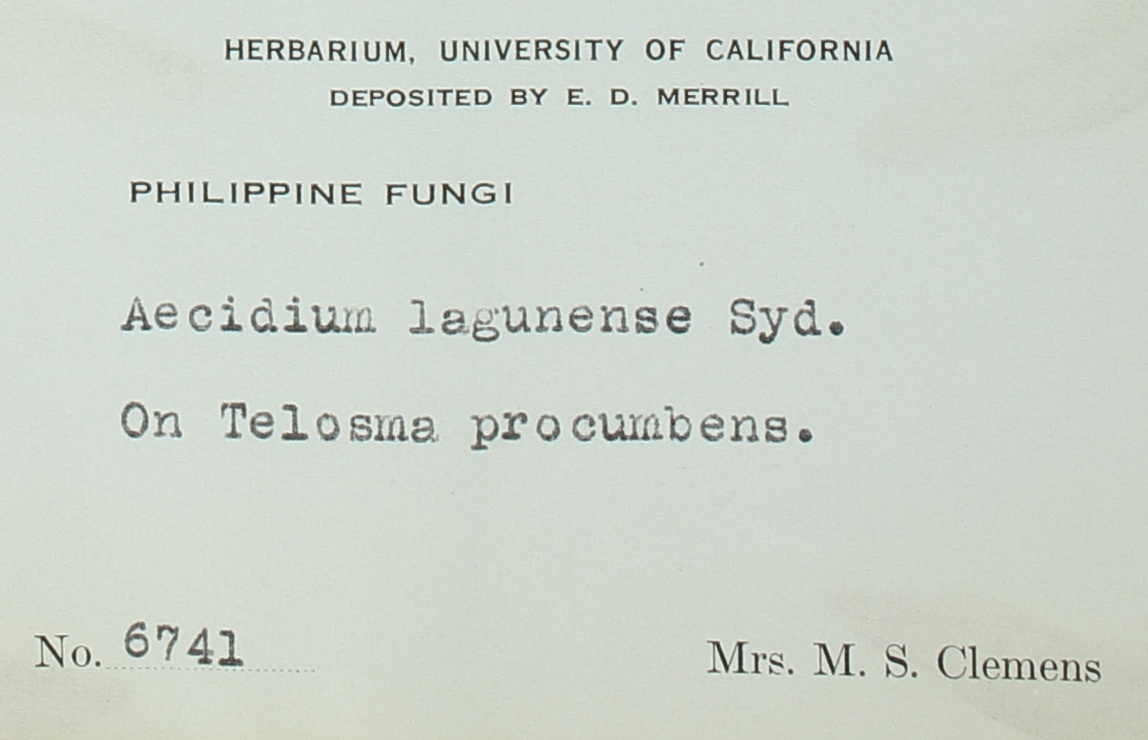 HERBARIUM, UNIVERSITY OF CALIFORNIA
DEPOSITED BY E. D. MERRILL
PHILIPPINE FUNGI
Aecidium lagunense Syd.
On Telosma procumbens.
No. 6741 Mrs. M. S. Clemens